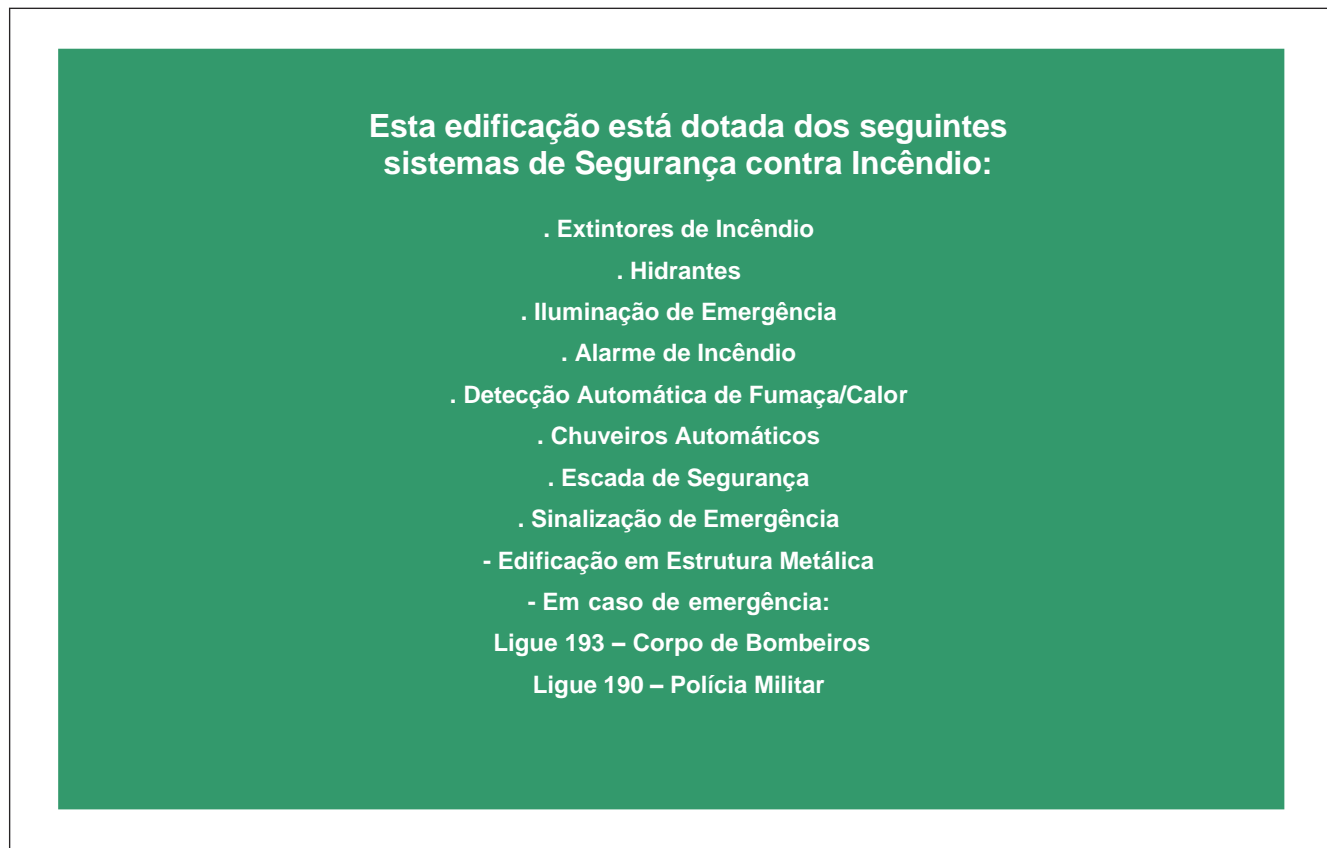 Esta edificação está dotada dos seguintes
sistemas de Segurança contra Incêndio:
. Extintores de Incêndio
. Hidrantes
. Iluminação de Emergência
. Alarme de Incêndio
. Detecção Automática de Fumaça/Calor
. Chuveiros Automáticos
. Escada de Segurança
. Sinalização de Emergência
- Edificação em Estrutura Metálica
- Em caso de emergência:
Ligue 193 – Corpo de Bombeiros
Ligue 190 – Polícia Militar